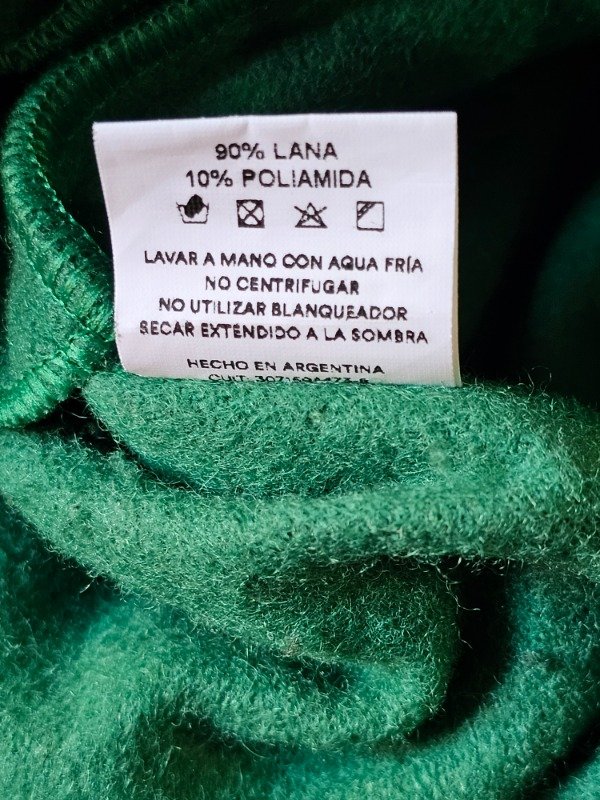 90% LANA
10% POLIAMIDA
LAVAR A MANO CON AQUA FRÍA
NO CENTRIFUGAR
NO UTILIZAR BLANQUEADOR
SECAR EXTENDIDO A LA SOMBRA
HECHO EN ARGENTINA
CUIT